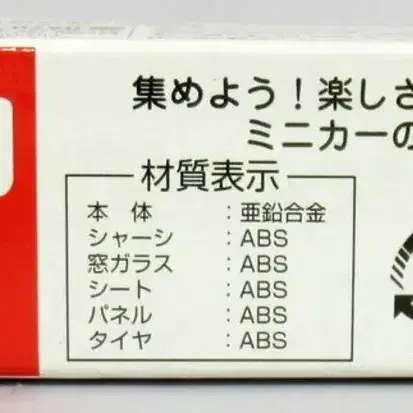 集めよう！楽しさ
ミニカーの
材質表示
本　体　：亜鉛合金
シャーシ　：ABS
窓ガラス　：ABS
シート　：ABS
パネル　：ABS
タイヤ　：ABS